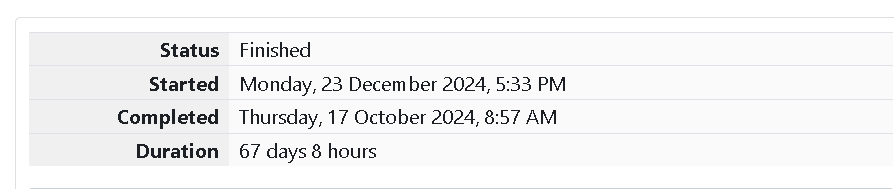 Status Finished
Started Monday, 23 December 2024, 5:33 PM
Completed Thursday, 17 October 2024, 8:57 AM
Duration 67 days 8 hours